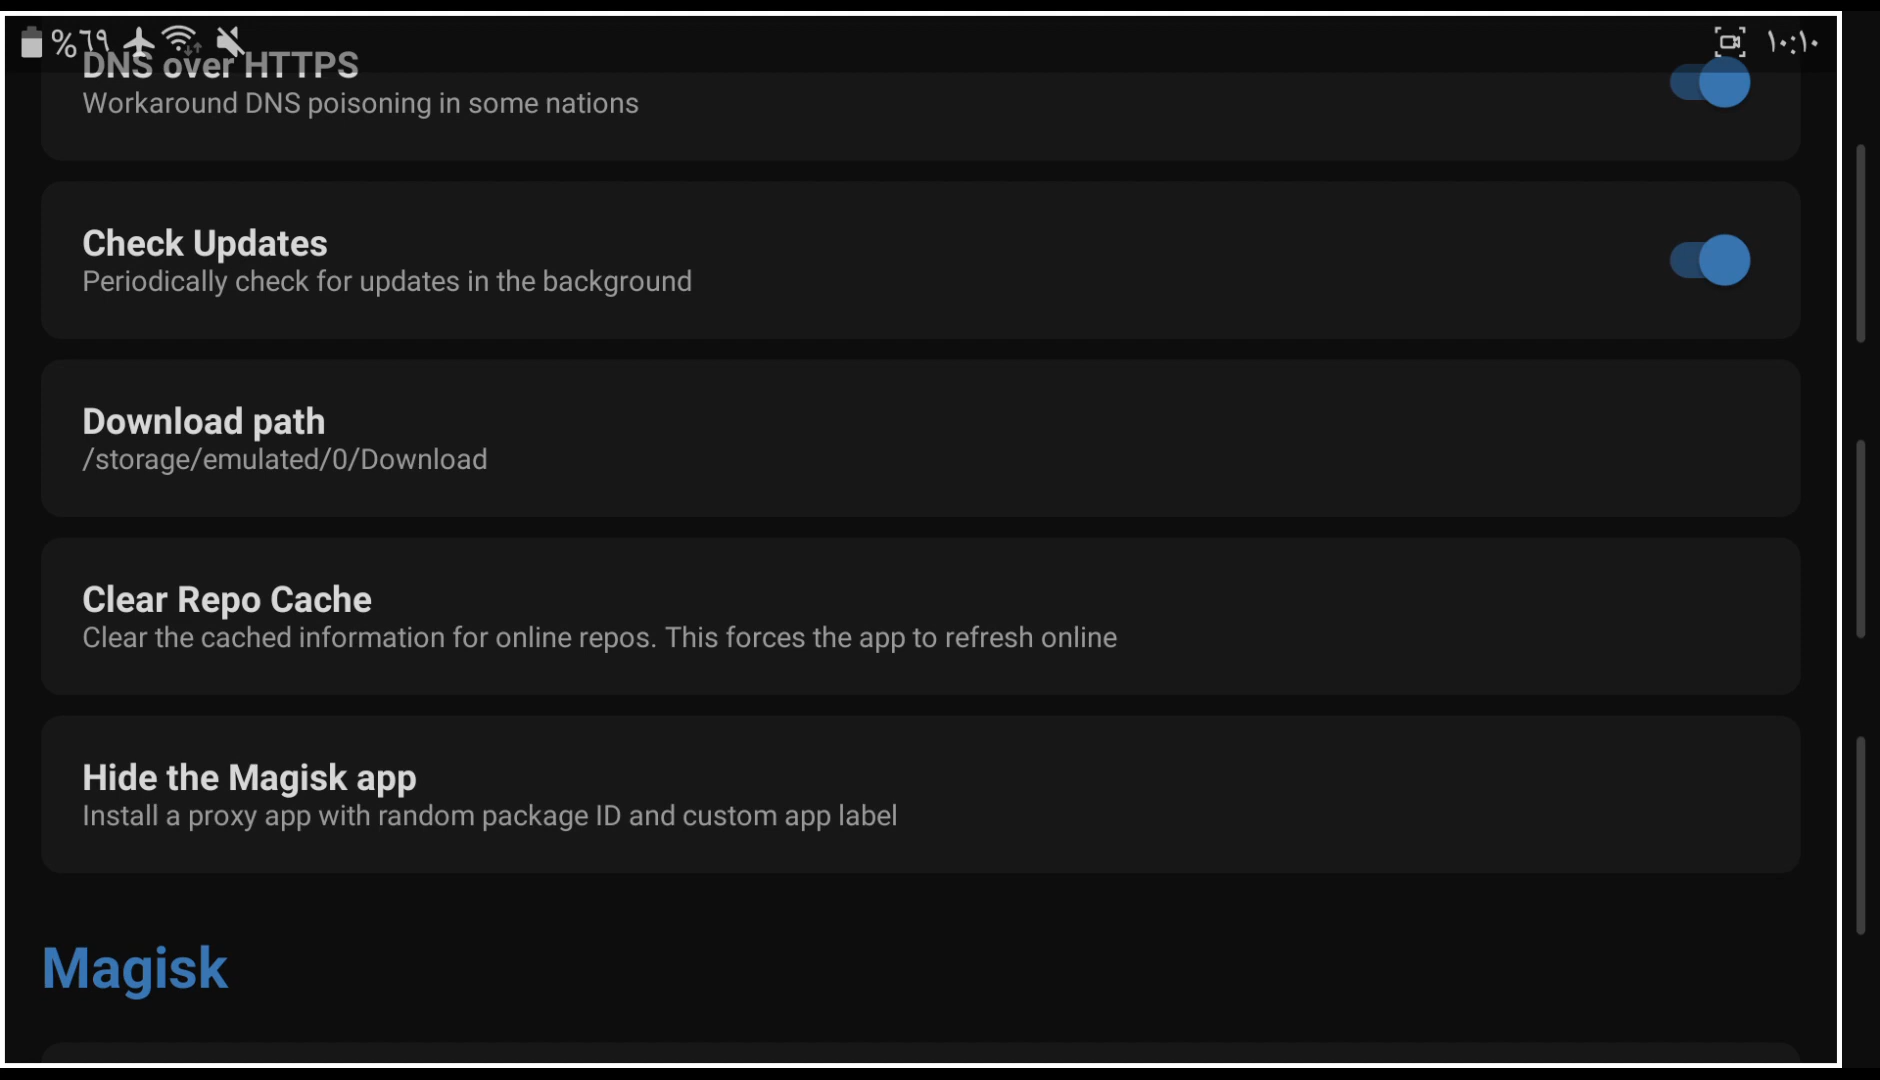 %٦٩
١٠:١٠
DNS over HTTPS
Workaround DNS poisoning in some nations
Check Updates
Periodically check for updates in the background
Download path
/storage/emulated/0/Download
Clear Repo Cache
Clear the cached information for online repos. This forces the app to refresh online
Hide the Magisk app
Install a proxy app with random package ID and custom app label
Magisk